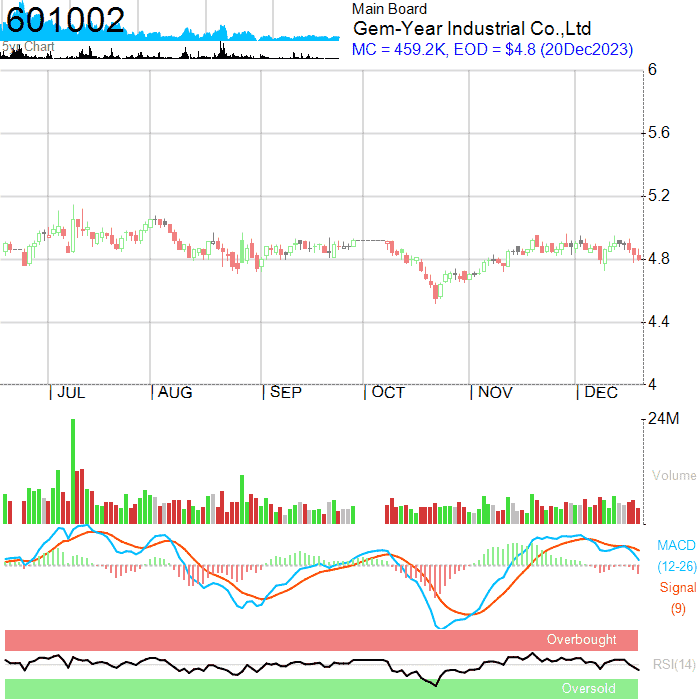 601002
5yr Chart
Main Board
Gem-Year Industrial Co.,Ltd
MC = 459.2K, EOD = $4.8 (20Dec2023)
6
5.6
5.2
4.8
4.4
4
JUL
AUG
SEP
OCT
NOV
DEC
24M
Volume
MACD
(12-26)
Signal
(9)
Overbought
RSI(14)
Oversold